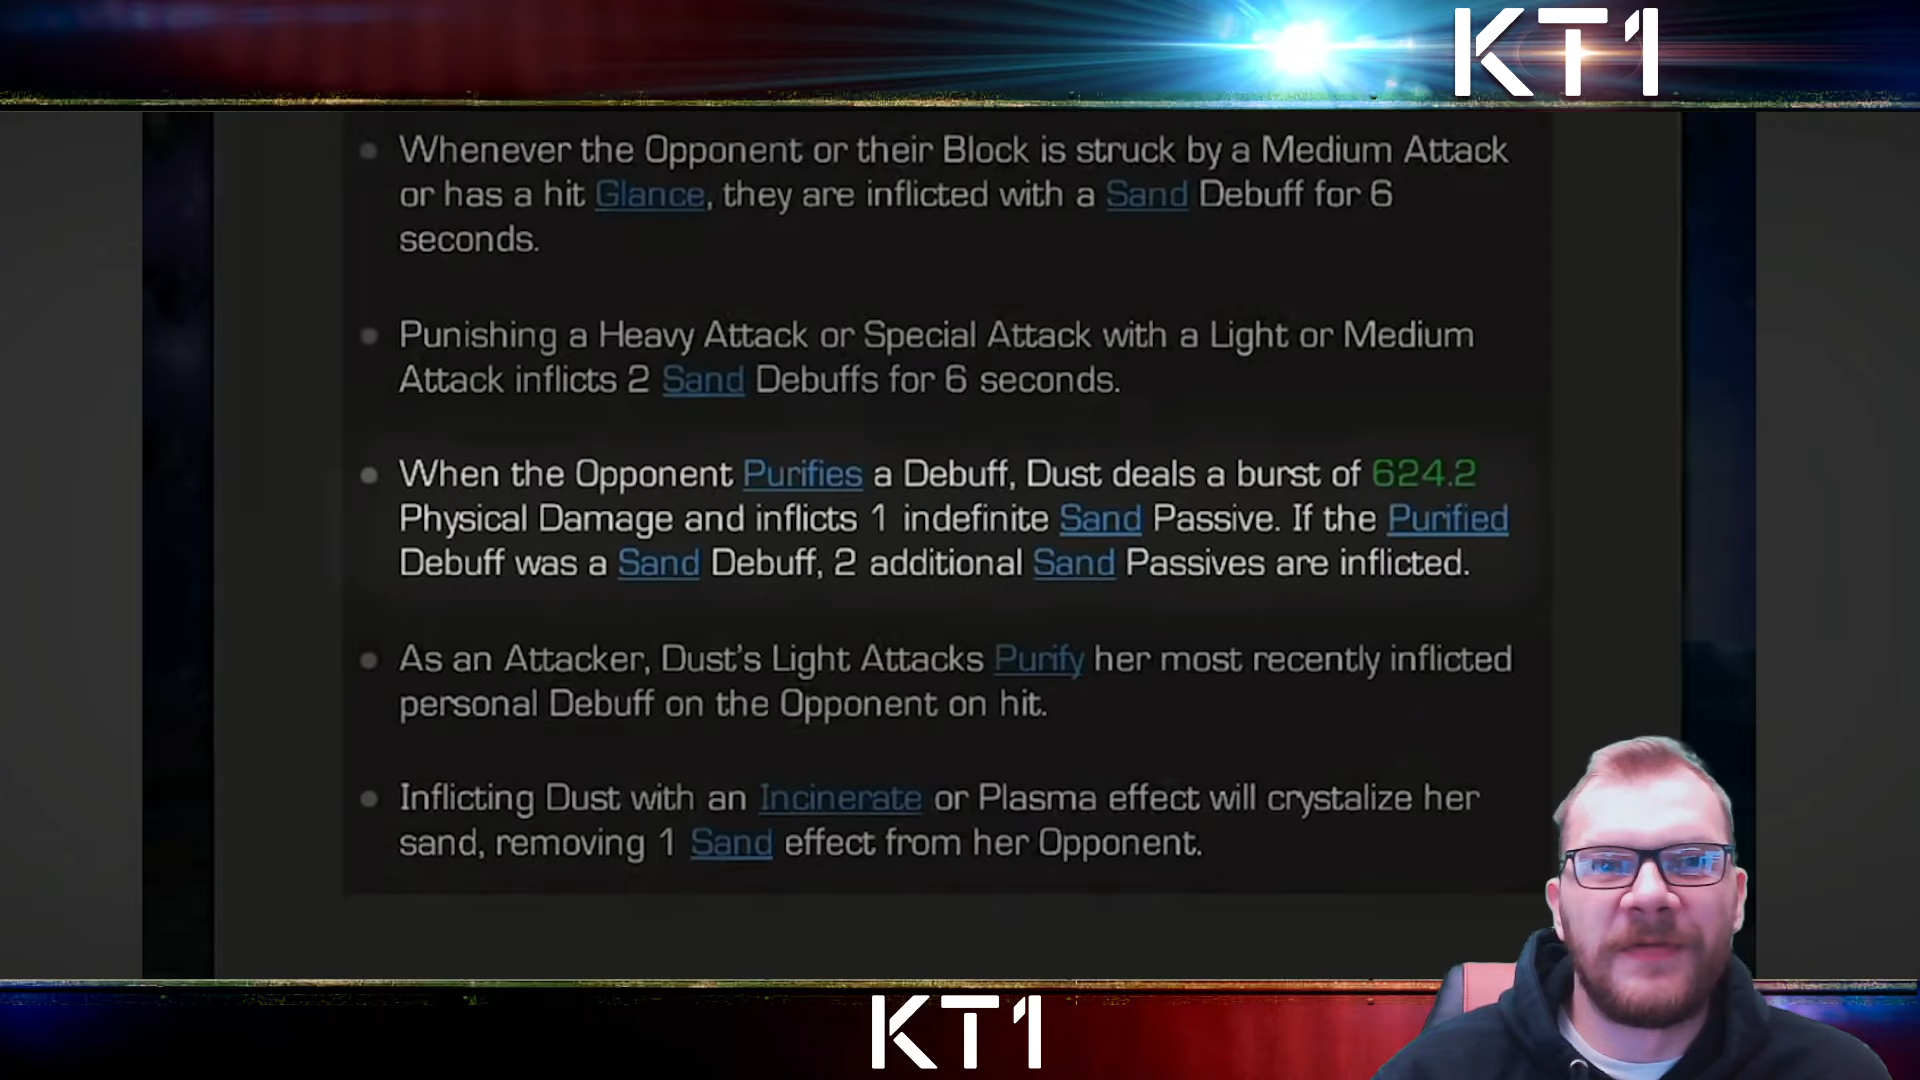 KT1
Whenever the Opponent or their Block is struck by a Medium Attack
or has a hit Glance, they are inflicted with a Sand Debuff for 6
seconds.
Punishing a Heavy Attack or Special Attack with a Light or Medium
Attack inflicts 2 Sand Debuffs for 6 seconds.
When the Opponent Purifies a Debuff, Dust deals a burst of 624.2
Physical Damage and inflicts 1 indefinite Sand Passive. If the Purified
Debuff was a Sand Debuff, 2 additional Sand Passives are inflicted.
As an Attacker, Dust's Light Attacks Purify her most recently inflicted
personal Debuff on the Opponent on hit.
Inflicting Dust with an Incinerate or Plasma effect will crystalize her
sand, removing 1 Sand effect from her Opponent.
KT1